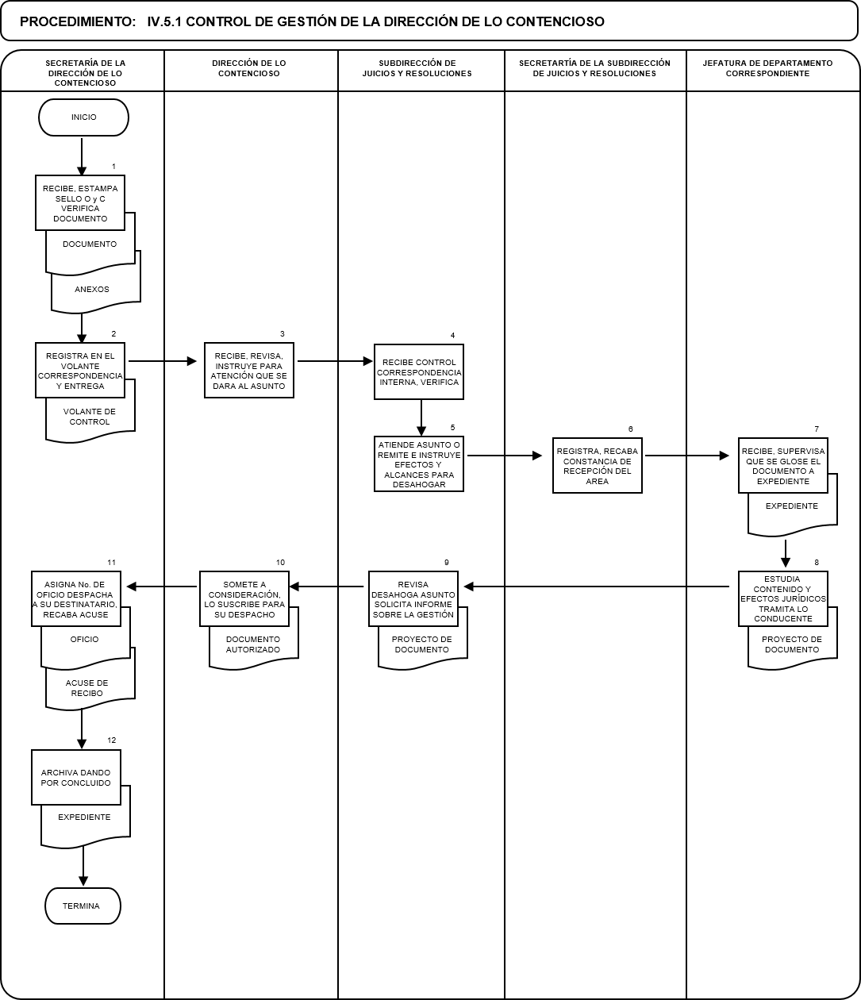 PROCEDIMIENTO: IV.5.1 CONTROL DE GESTIÓN DE LA DIRECCIÓN DE LO CONTENCIOSO
SECRETARÍA DE LA
DIRECCIÓN DE LO
CONTENCIOSO
DIRECCIÓN DE LO
CONTENCIOSO
SUBDIRECCIÓN DE
JUICIOS Y RESOLUCIONES
SECRETARTÍA DE LA SUBDIRECCIÓN
DE JUICIOS Y RESOLUCIONES
JEFATURA DE DEPARTAMENTO
CORRESPONDIENTE
INICIO
1
RECIBE, ESTAMPA
SELLO O y C
VERIFICA
DOCUMENTO
DOCUMENTO
ANEXOS
2
REGISTRA EN EL
VOLANTE
CORRESPONDENCIA
Y ENTREGA
VOLANTE DE
CONTROL
3
RECIBE, REVISA,
INSTRUYE PARA
ATENCIÓN QUE SE
DARA AL ASUNTO
4
RECIBE CONTROL
CORRESPONDENCIA
INTERNA, VERIFICA
5
ATIENDE ASUNTO O
REMITE E INSTRUYE
EFECTOS Y
ALCANCES PARA
DESAHOGAR
6
REGISTRA, RECABA
CONSTANCIA DE
RECEPCIÓN DEL
AREA
7
RECIBE, SUPERVISA
QUE SE GLOSE EL
DOCUMENTO A
EXPEDIENTE
EXPEDIENTE
8
ESTUDIA
CONTENIDO Y
EFECTOS JURÍDICOS
TRAMITA LO
CONDUCENTE
PROYECTO DE
DOCUMENTO
9
REVISA
DESAHOGA ASUNTO
SOLICITA INFORME
SOBRE LA GESTIÓN
PROYECTO DE
DOCUMENTO
10
SOMETE A
CONSIDERACIÓN,
LO SUSCRIBE PARA
SU DESPACHO
DOCUMENTO
AUTORIZADO
11
ASIGNA No. DE
OFICIO DESPACHA
A SU DESTINATARIO,
RECABA ACUSE
OFICIO
ACUSE DE
RECIBO
12
ARCHIVA DANDO
POR CONCLUIDO
EXPEDIENTE
TERMINA